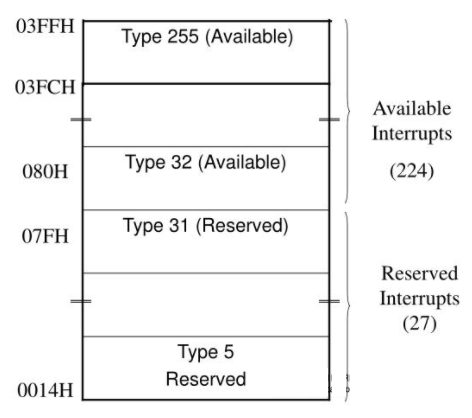 03FFH
Type 255 (Available)
03FCH
Available
Interrupts
(224)
Type 32 (Available)
080H
Type 31 (Reserved)
07FH
Reserved
Interrupts
(27)
Type 5
Reserved
0014H